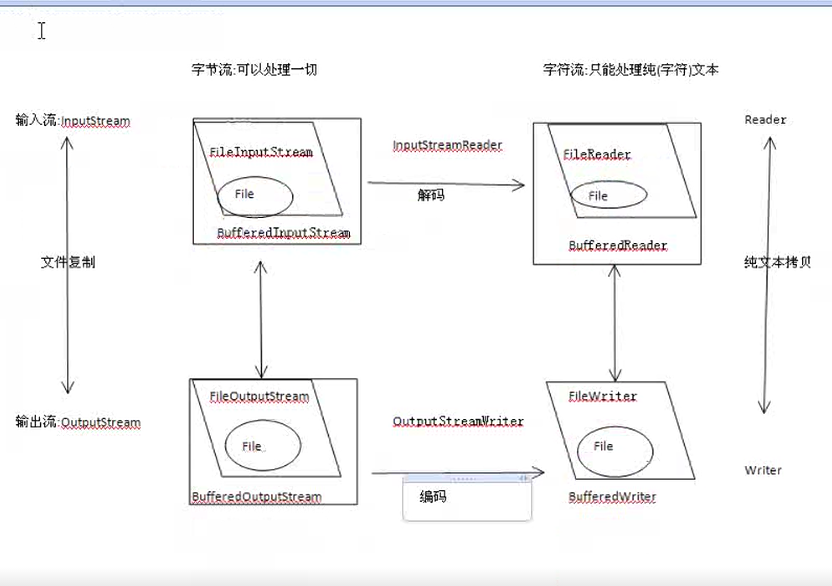 字节流:可以处理一切
字符流:只能处理纯(字符)文本
输入流:InputStream
Reader
InputStreamReader
FileInputStream
FileReader
File
File
解码
BufferedInputStream
BufferedReader
文件复制
纯文本拷贝
FileOutputStream
FileWriter
输出流:OutputStream
OutputStreamWriter
File
File
Writer
编码
BufferedOutputStream
BufferedWriter